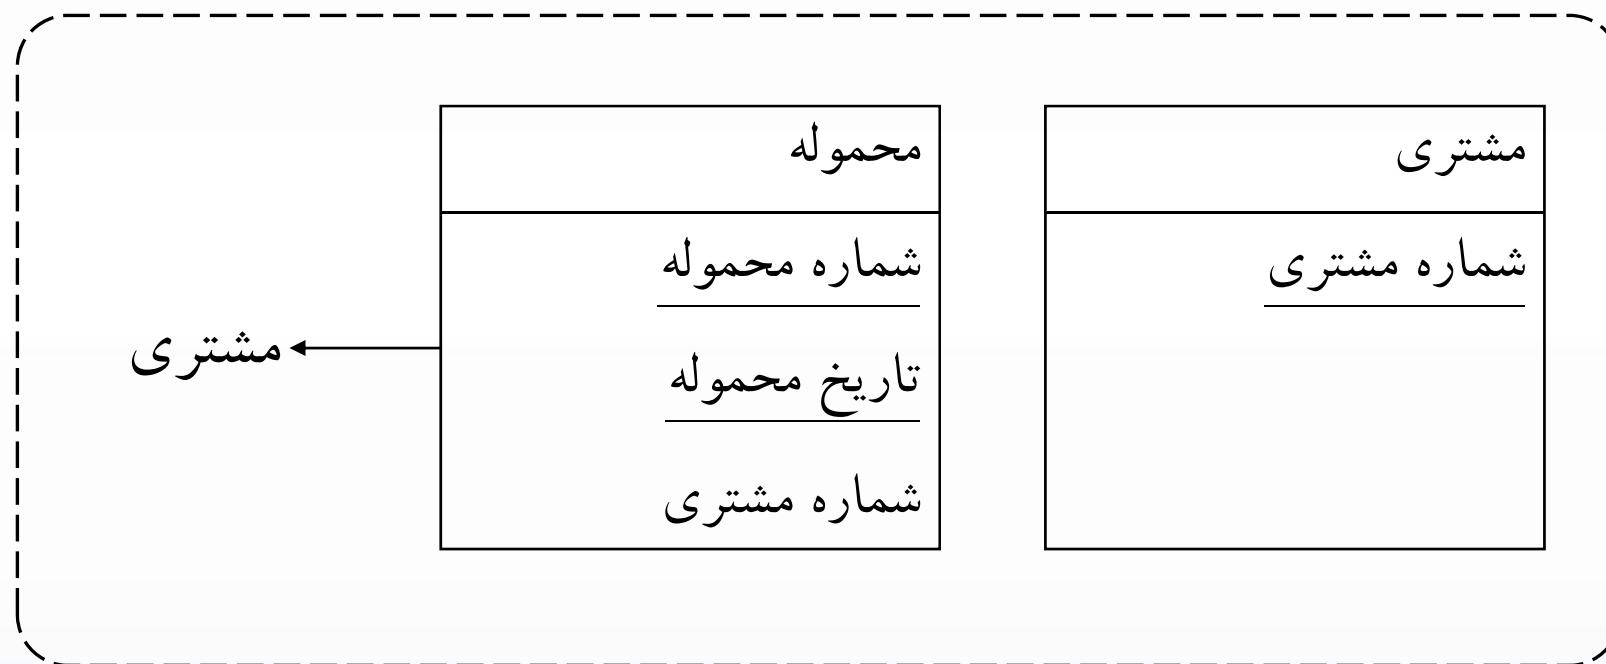 مشتری
شماره مشتری
محموله
شماره محموله
تاریخ محموله
شماره مشتری
مشتری